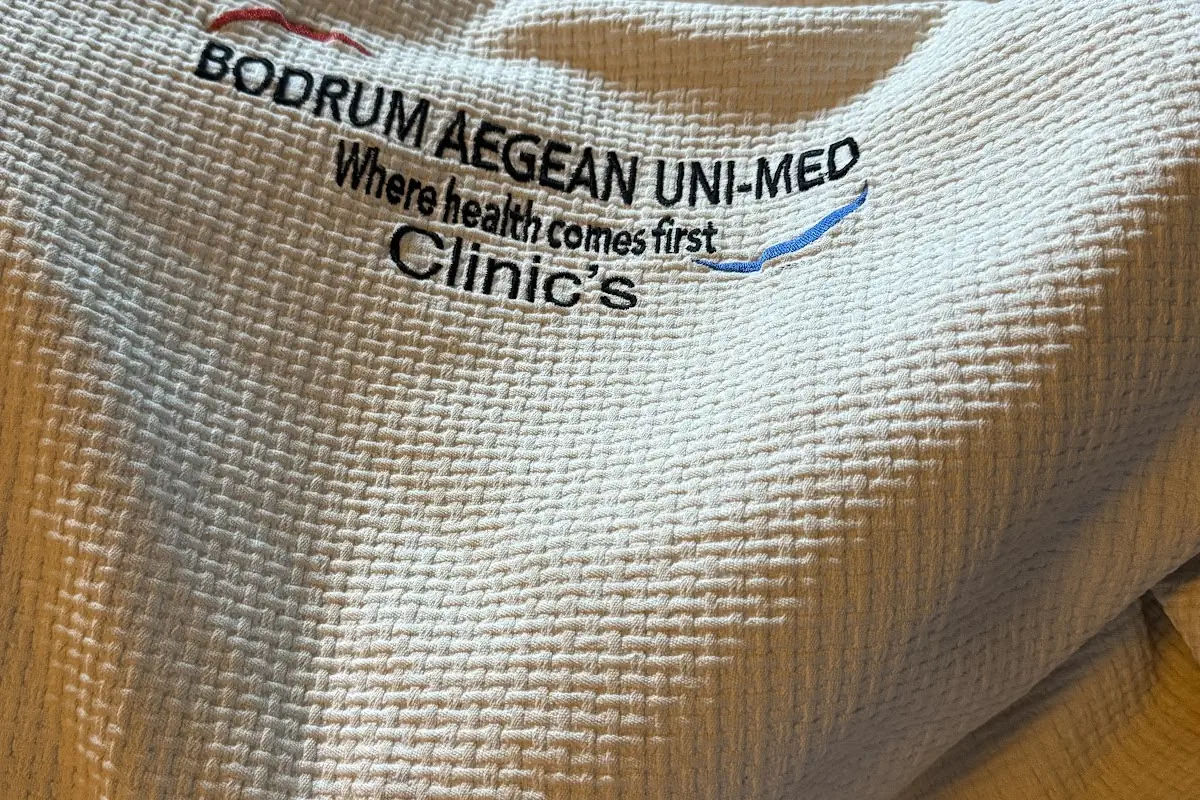 BODRUM AEGEAN UNI-MED
Where health comes first
Clinic's